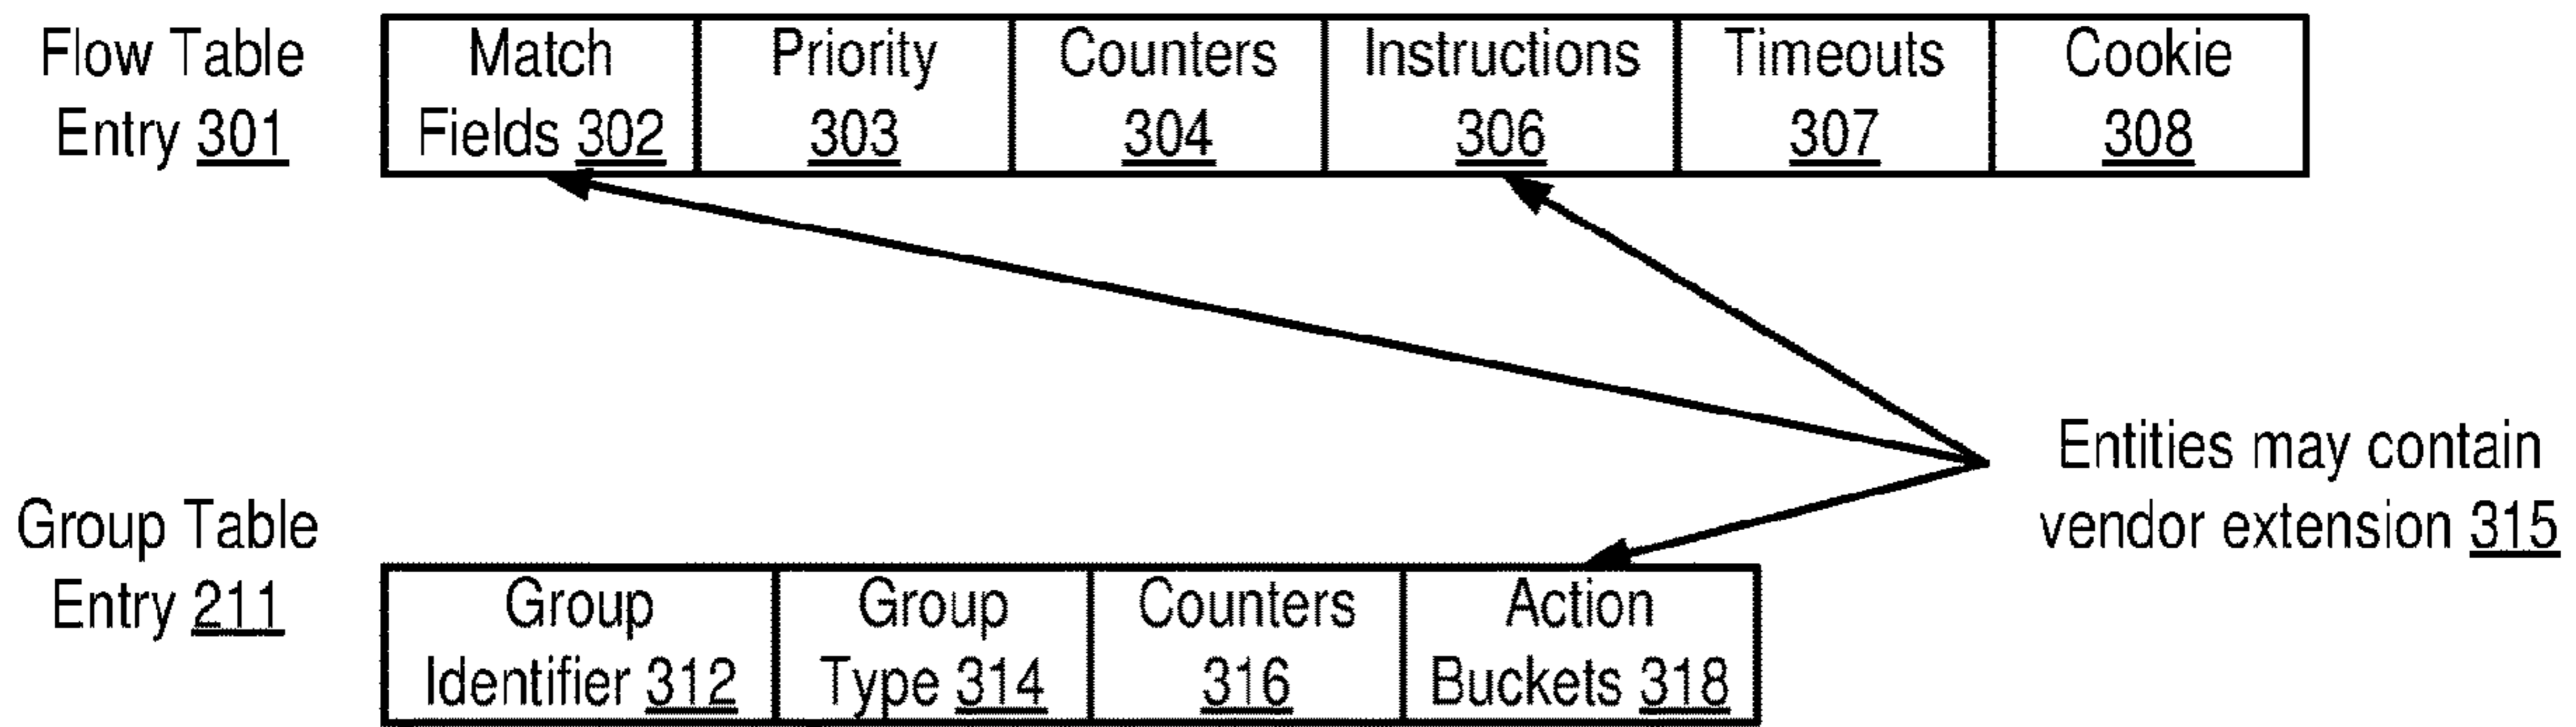 Flow Table
Entry 301
Match
Fields 302
Priority
303
Counters
304
Instructions
306
Timeouts
307
Cookie
308
Entities may contain
vendor extension 315
Group Table
Entry 211
Group
Identifier 312
Group
Type 314
Counters
316
Action
Buckets 318